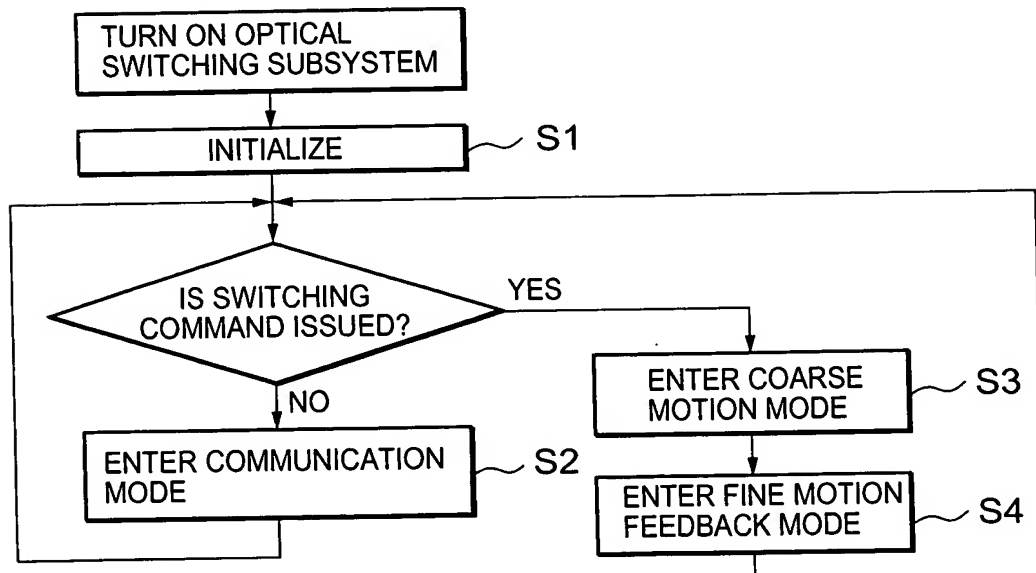 TURN ON OPTICAL
SWITCHING SUBSYSTEM
INITIALIZE
S1
IS SWITCHING
COMMAND ISSUED?
YES
NO
ENTER COARSE
MOTION MODE
S3
ENTER COMMUNICATION
MODE
S2
ENTER FINE MOTION
FEEDBACK MODE
S4